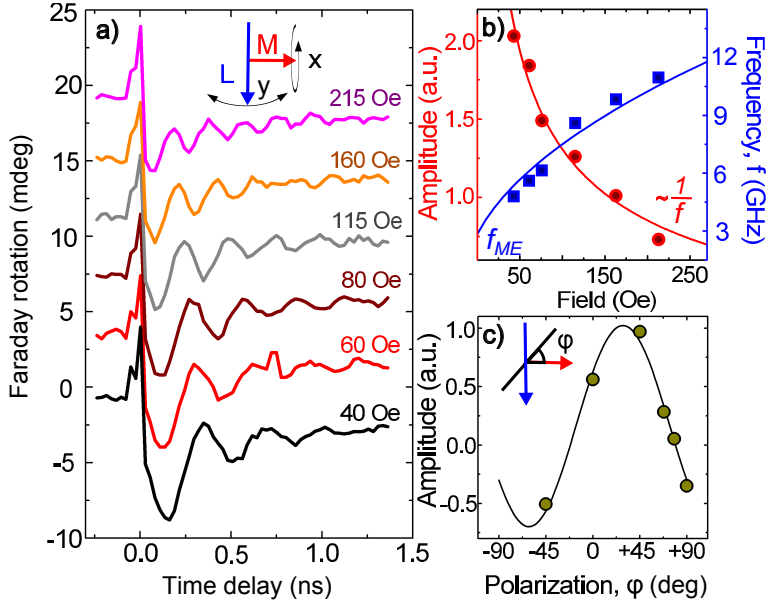 a)
M
L
x
y
Faraday rotation (mdeg)
25
20
15
10
5
0
-5
-10
215 Oe
160 Oe
115 Oe
80 Oe
60 Oe
40 Oe
0.0
0.5
1.0
1.5
Time delay (ns)
b)
Amplitude (a.u.)
2.0
1.5
1.0
~1/f
f_ME
Frequency, f (GHz)
12
9
6
3
50
150
250
Field (Oe)
c)
φ
Amplitude (a.u.)
1.0
0.5
0.0
-0.5
-90
-45
0
+45
+90
Polarization, φ (deg)